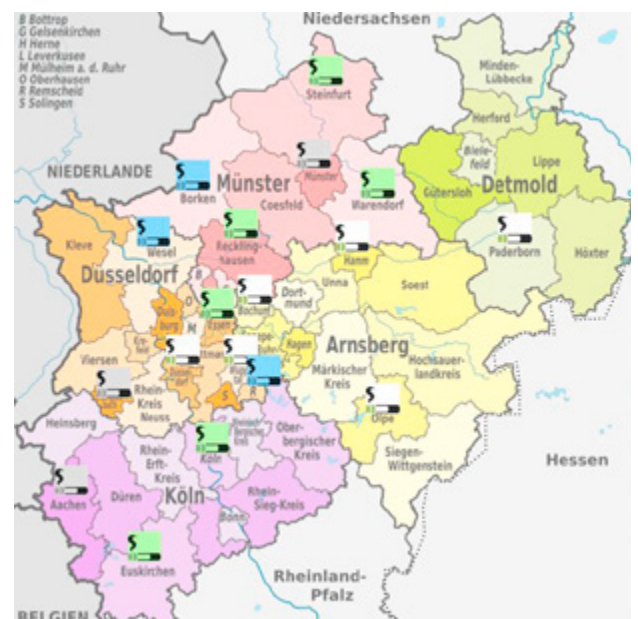 B Bottrop
G Gelsenkirchen
H Herne
L Leverkusen
M Mülheim a. d. Ruhr
O Oberhausen
R Remscheid
S Solingen
Niedersachsen
Steinfurt
Minden-
Lübbecke
Herford
Biele-
feld
Lippe
NIEDERLANDE
Borken
Münster
Münster
Warendorf
Gütersloh
Detmold
Coesfeld
Kleve
Wesel
Reckling-
hausen
Hamm
Paderborn
Höxter
Düsseldorf
B
Unna
Soest
Dort-
mund
Bochum
O
Duis-
burg
Essen
M
Hagen
Arnsberg
Viersen
Märkischer
Kreis
Hochsauer-
landkreis
Rhein-
Kreis
Neuss
S
R
Olpe
Heinsberg
Köln
Ober-
bergischer
Kreis
Siegen-
Wittgenstein
Rhein-
Erft-
Kreis
Hessen
Aachen
Düren
Köln
Rhein-
Sieg-Kreis
Bonn
Euskirchen
Rheinland-
Pfalz
BELGIEN